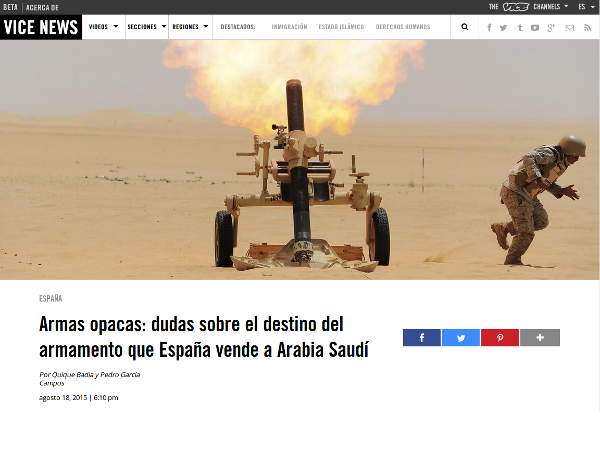 BETA ACERCA DE THE VICE CHANNELS ES
VICE NEWS VIDEOS SECCIONES REGIONES DESTACADOS: INMIGRACIÓN ESTADO ISLÁMICO DERECHOS HUMANOS
ESPAÑA
Armas opacas: dudas sobre el destino del
armamento que España vende a Arabia Saudí
Por Quique Badia y Pedro García
Campos
agosto 18, 2015 | 6:10 pm